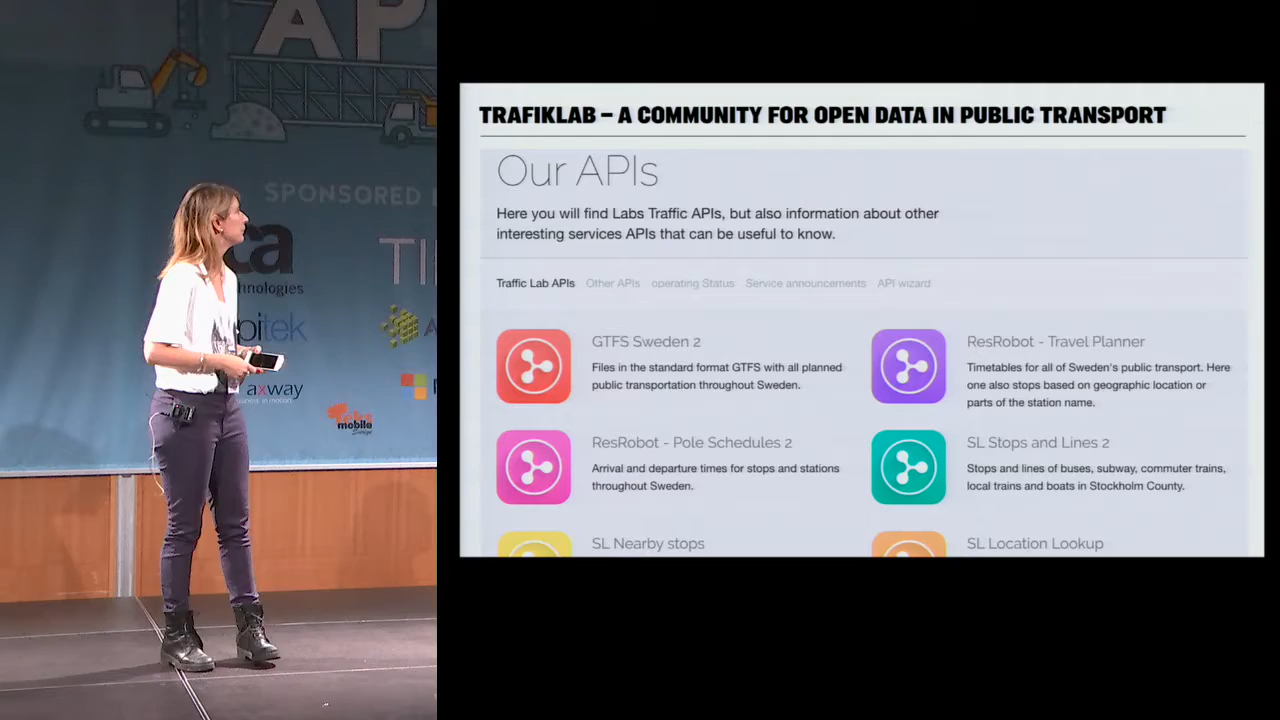 AP
SPONSORED
ca
TI
axway
mobile
TRAFIKLAB – A COMMUNITY FOR OPEN DATA IN PUBLIC TRANSPORT
Our APIs
Here you will find Labs Traffic APIs, but also information about other
interesting services APIs that can be useful to know.
Traffic Lab APIs Other APIs operating Status Service announcements API wizard
GTFS Sweden 2
Files in the standard format GTFS with all planned
public transportation throughout Sweden.
ResRobot - Travel Planner
Timetables for all of Sweden's public transport. Here
one also stops based on geographic location or
parts of the station name.
ResRobot - Pole Schedules 2
Arrival and departure times for stops and stations
throughout Sweden.
SL Stops and Lines 2
Stops and lines of buses, subway, commuter trains,
local trains and boats in Stockholm County.
SL Nearby stops
SL Location Lookup